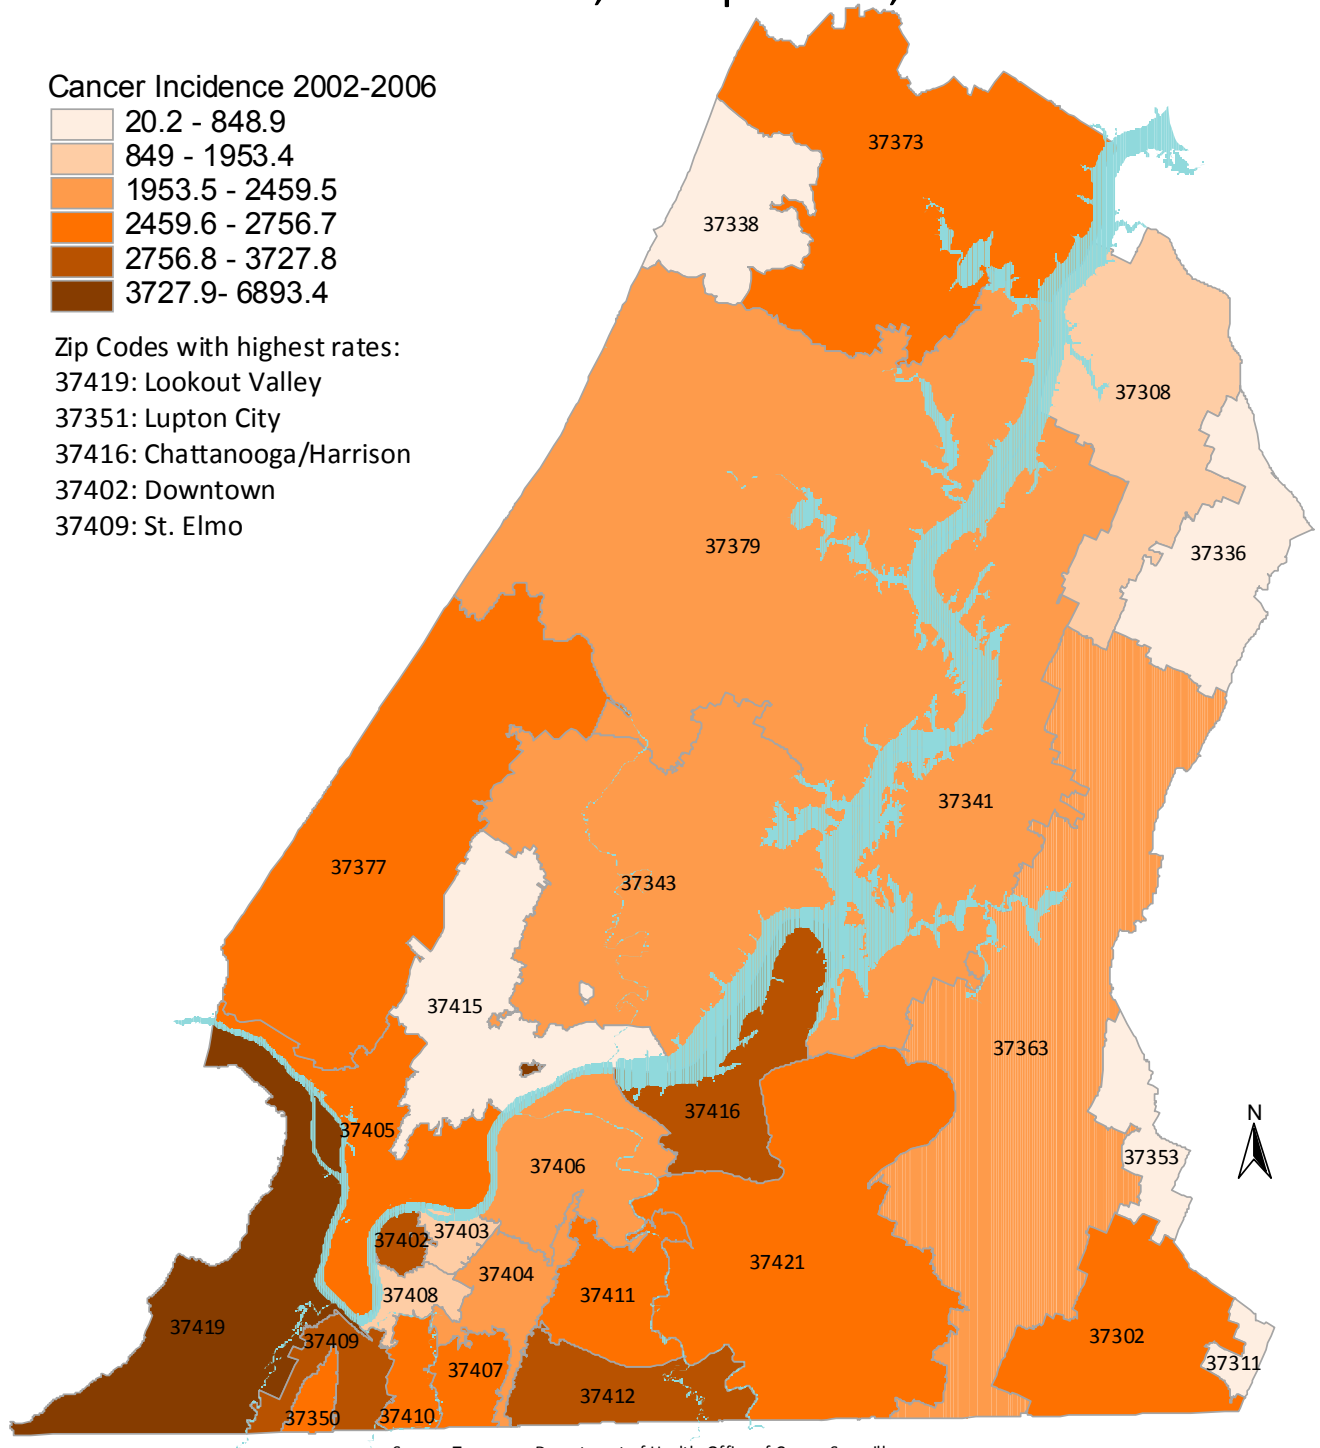 Cancer Incidence 2002-2006
20.2 - 848.9
849 - 1953.4
1953.5 - 2459.5
2459.6 - 2756.7
2756.8 - 3727.8
3727.9- 6893.4
Zip Codes with highest rates:
37419: Lookout Valley
37351: Lupton City
37416: Chattanooga/Harrison
37402: Downtown
37409: St. Elmo
37373
37338
37308
37336
37379
37341
37377
37343
37415
37363
37416
N
37405
37353
37406
37403
37402
37421
37404
37408
37411
37419
37409
37302
37311
37407
37412
37350
37410